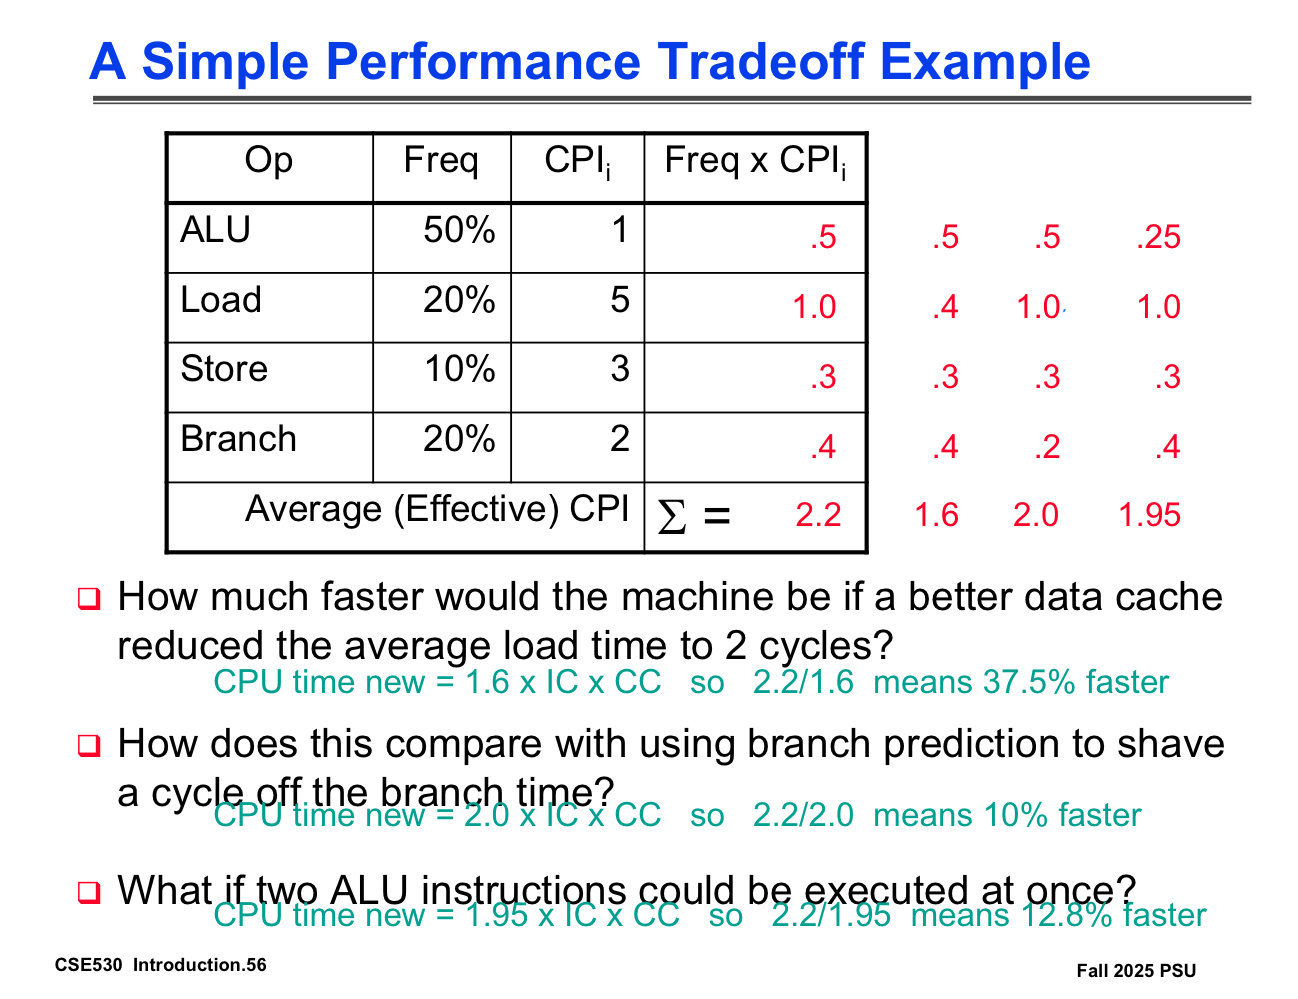 A Simple Performance Tradeoff Example
Op Freq CPIi Freq x CPIi
ALU 50% 1 .5 .5 .5 .25
Load 20% 5 1.0 .4 1.0 1.0
Store 10% 3 .3 .3 .3 .3
Branch 20% 2 .4 .4 .2 .4
Average (Effective) CPI ∑ = 2.2 1.6 2.0 1.95
❑ How much faster would the machine be if a better data cache
reduced the average load time to 2 cycles?
CPU time new = 1.6 x IC x CC so 2.2/1.6 means 37.5% faster
❑ How does this compare with using branch prediction to shave
a cycle off the branch time?
CPU time new = 2.0 x IC x CC so 2.2/2.0 means 10% faster
❑ What if two ALU instructions could be executed at once?
CPU time new = 1.95 x IC x CC so 2.2/1.95 means 12.8% faster
CSE530 Introduction.56
Fall 2025 PSU